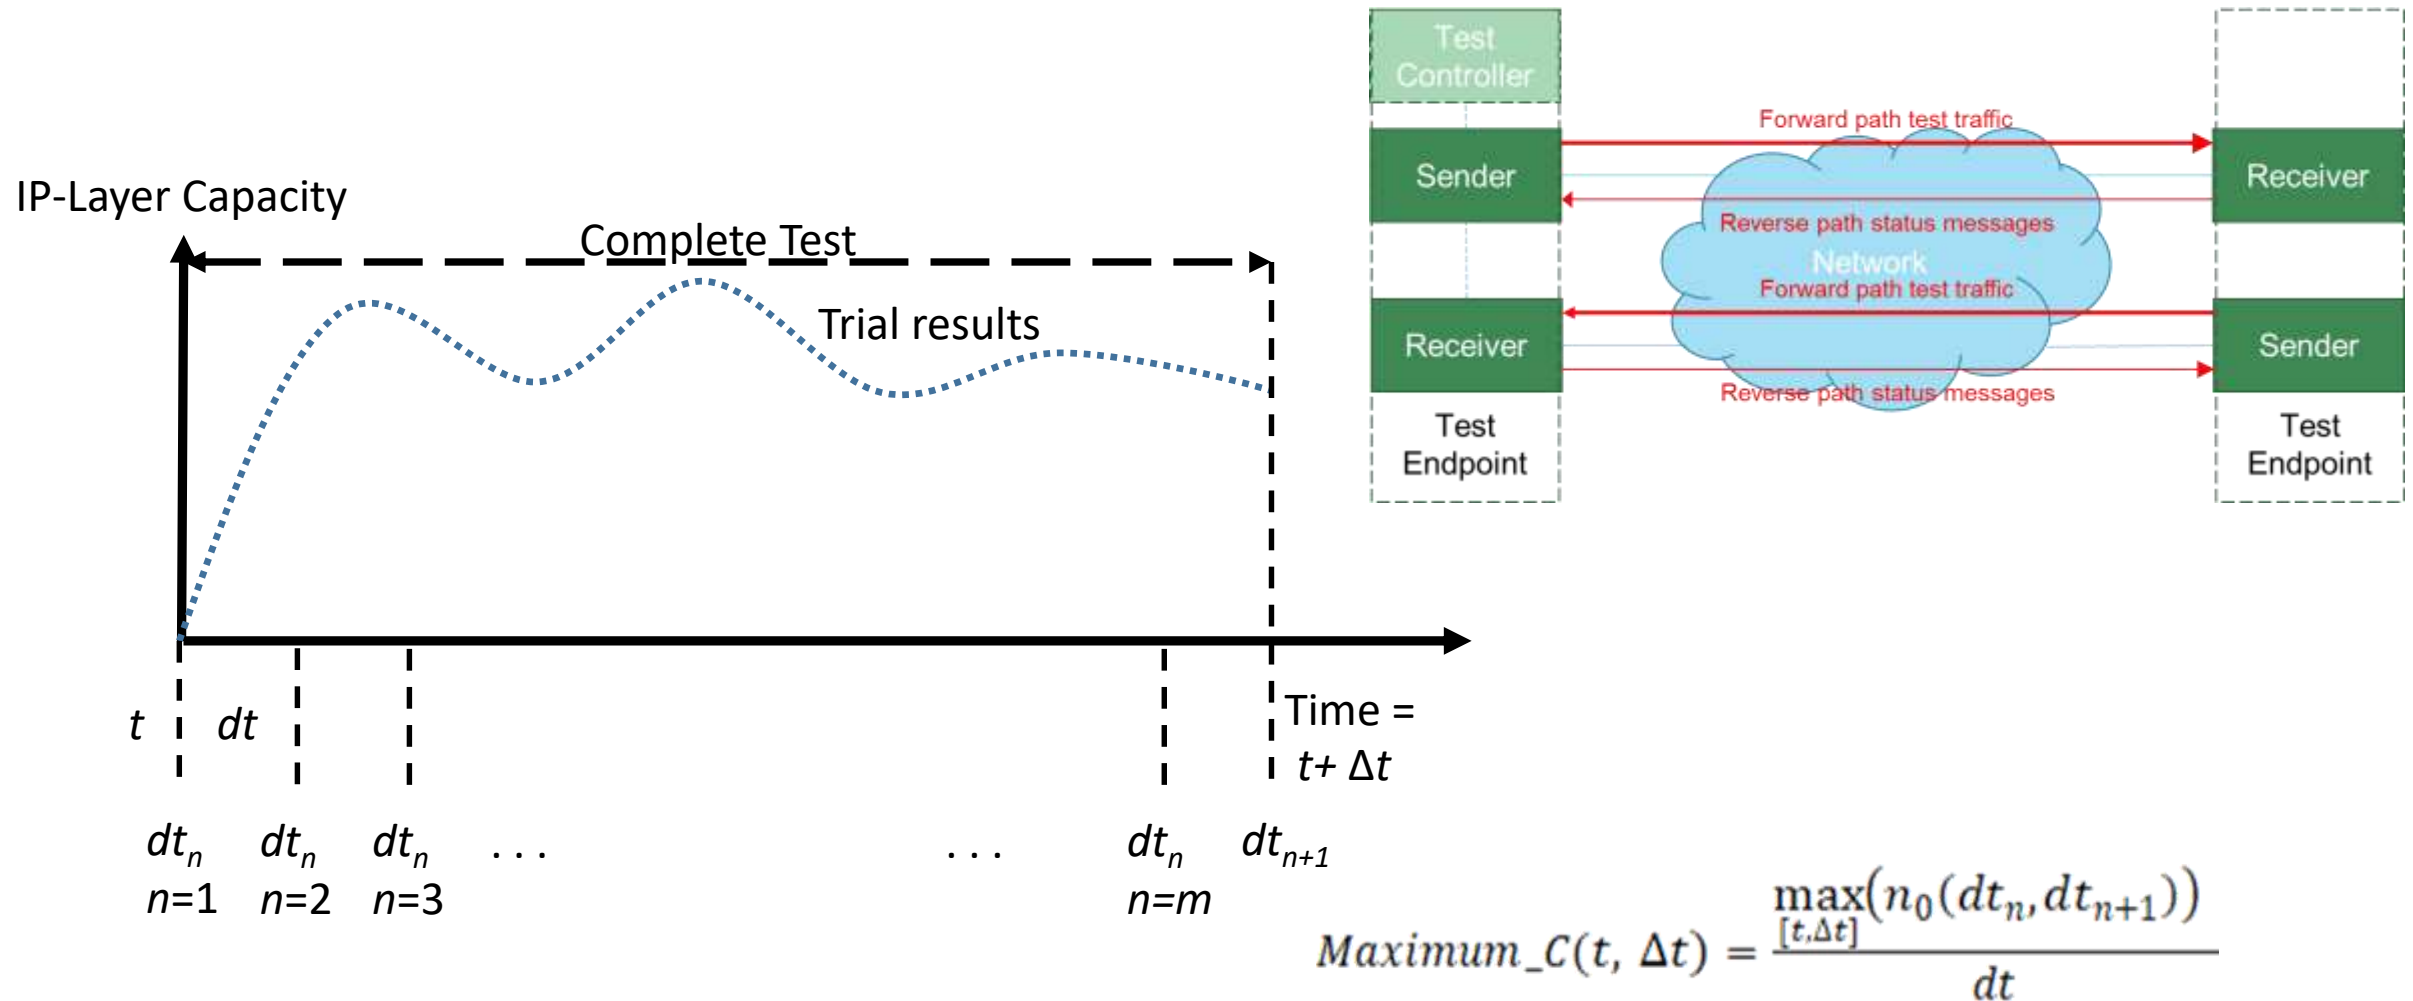 IP-Layer Capacity
Complete Test
Trial results
t
dt
Time =
t+ Δt
dtₙ dtₙ dtₙ . . . . . . dtₙ dtₙ₊₁
n=1 n=2 n=3 n=m
Test
Controller
Forward path test traffic
Sender
Receiver
Reverse path status messages
Network
Forward path test traffic
Receiver
Sender
Reverse path status messages
Test
Endpoint
Test
Endpoint
Maximum_C(t, Δt) = max[t,Δt](n₀(dtₙ, dtₙ₊₁)) / dt